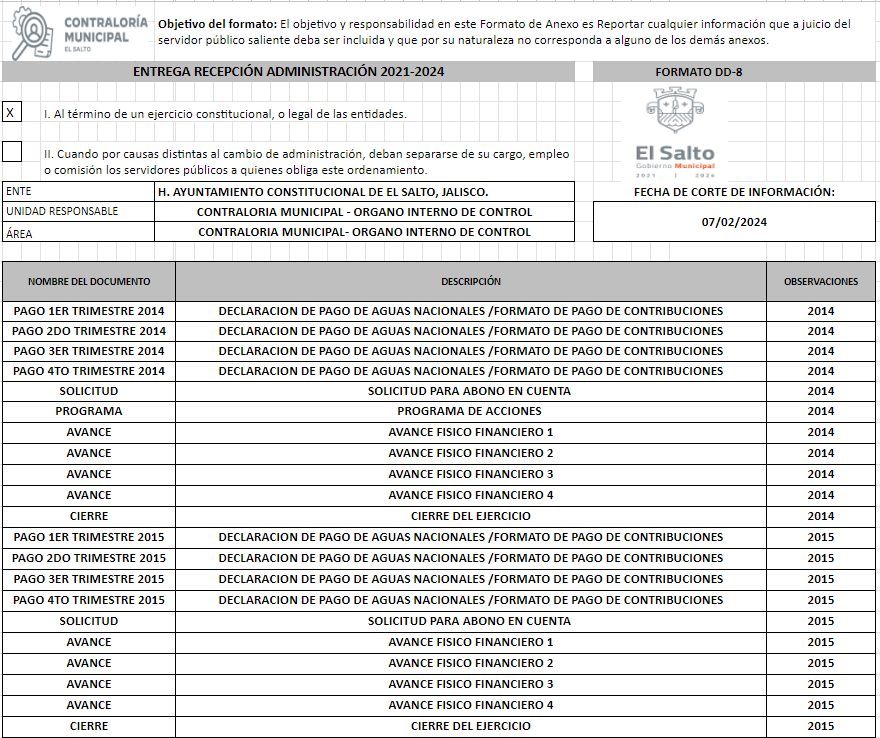 CONTRALORÍA
MUNICIPAL
EL SALTO
Objetivo del formato: El objetivo y responsabilidad en este Formato de Anexo es Reportar cualquier información que a juicio del
servidor público saliente deba ser incluida y que por su naturaleza no corresponda a alguno de los demás anexos.
ENTREGA RECEPCIÓN ADMINISTRACIÓN 2021-2024 FORMATO DD-8
X I. Al término de un ejercicio constitucional, o legal de las entidades.
II. Cuando por causas distintas al cambio de administración, deban separarse de su cargo, empleo
o comisión los servidores públicos a quienes obliga este ordenamiento.
El Salto
Gobierno Municipal
2021 | 2024
ENTE H. AYUNTAMIENTO CONSTITUCIONAL DE EL SALTO, JALISCO. FECHA DE CORTE DE INFORMACIÓN:
UNIDAD RESPONSABLE CONTRALORIA MUNICIPAL - ORGANO INTERNO DE CONTROL
07/02/2024
ÁREA CONTRALORIA MUNICIPAL- ORGANO INTERNO DE CONTROL
NOMBRE DEL DOCUMENTO DESCRIPCIÓN OBSERVACIONES
PAGO 1ER TRIMESTRE 2014 DECLARACION DE PAGO DE AGUAS NACIONALES /FORMATO DE PAGO DE CONTRIBUCIONES 2014
PAGO 2DO TRIMESTRE 2014 DECLARACION DE PAGO DE AGUAS NACIONALES /FORMATO DE PAGO DE CONTRIBUCIONES 2014
PAGO 3ER TRIMESTRE 2014 DECLARACION DE PAGO DE AGUAS NACIONALES /FORMATO DE PAGO DE CONTRIBUCIONES 2014
PAGO 4TO TRIMESTRE 2014 DECLARACION DE PAGO DE AGUAS NACIONALES /FORMATO DE PAGO DE CONTRIBUCIONES 2014
SOLICITUD SOLICITUD PARA ABONO EN CUENTA 2014
PROGRAMA PROGRAMA DE ACCIONES 2014
AVANCE AVANCE FISICO FINANCIERO 1 2014
AVANCE AVANCE FISICO FINANCIERO 2 2014
AVANCE AVANCE FISICO FINANCIERO 3 2014
AVANCE AVANCE FISICO FINANCIERO 4 2014
CIERRE CIERRE DEL EJERCICIO 2014
PAGO 1ER TRIMESTRE 2015 DECLARACION DE PAGO DE AGUAS NACIONALES /FORMATO DE PAGO DE CONTRIBUCIONES 2015
PAGO 2DO TRIMESTRE 2015 DECLARACION DE PAGO DE AGUAS NACIONALES /FORMATO DE PAGO DE CONTRIBUCIONES 2015
PAGO 3ER TRIMESTRE 2015 DECLARACION DE PAGO DE AGUAS NACIONALES /FORMATO DE PAGO DE CONTRIBUCIONES 2015
PAGO 4TO TRIMESTRE 2015 DECLARACION DE PAGO DE AGUAS NACIONALES /FORMATO DE PAGO DE CONTRIBUCIONES 2015
SOLICITUD SOLICITUD PARA ABONO EN CUENTA 2015
AVANCE AVANCE FISICO FINANCIERO 1 2015
AVANCE AVANCE FISICO FINANCIERO 2 2015
AVANCE AVANCE FISICO FINANCIERO 3 2015
AVANCE AVANCE FISICO FINANCIERO 4 2015
CIERRE CIERRE DEL EJERCICIO 2015